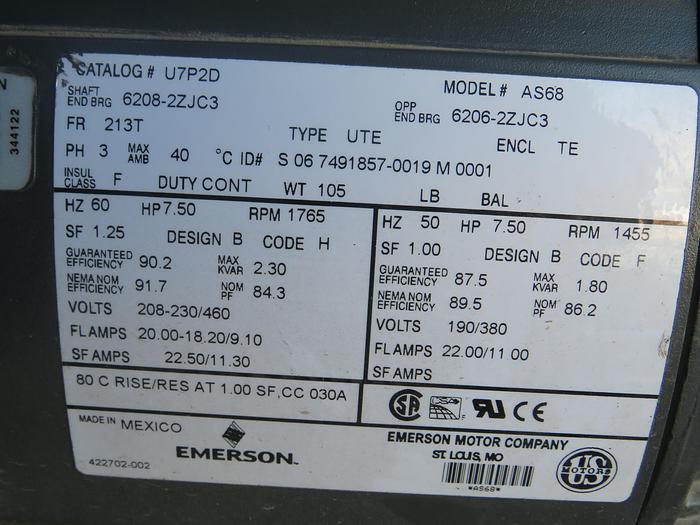 N
344122
CATALOG # U7P2D MODEL# AS68
SHAFT END BRG 6208-2ZJC3 OPP END BRG 6206-2ZJC3
FR 213T TYPE UTE ENCL TE
PH 3 MAX AMB 40 °C ID# S 06 7491857-0019 M 0001
INSUL CLASS F DUTY CONT WT 105 LB BAL
HZ 60 HP 7.50 RPM 1765
SF 1.25 DESIGN B CODE H
GUARANTEED EFFICIENCY 90.2 MAX KVAR 2.30
NEMA NOM EFFICIENCY 91.7 NOM PF 84.3
VOLTS 208-230/460
FL AMPS 20.00-18.20/9.10
SF AMPS 22.50/11.30
HZ 50 HP 7.50 RPM 1455
SF 1.00 DESIGN B CODE F
GUARANTEED EFFICIENCY 87.5 MAX KVAR 1.80
NEMA NOM EFFICIENCY 89.5 NOM PF 86.2
VOLTS 190/380
FL AMPS 22.00/11 00
SF AMPS
80 C RISE/RES AT 1.00 SF,CC 030A
MADE IN MEXICO
EMERSON™
422702-002
EMERSON MOTOR COMPANY
ST. LOUIS, MO
*AS68*
US
MOTORS